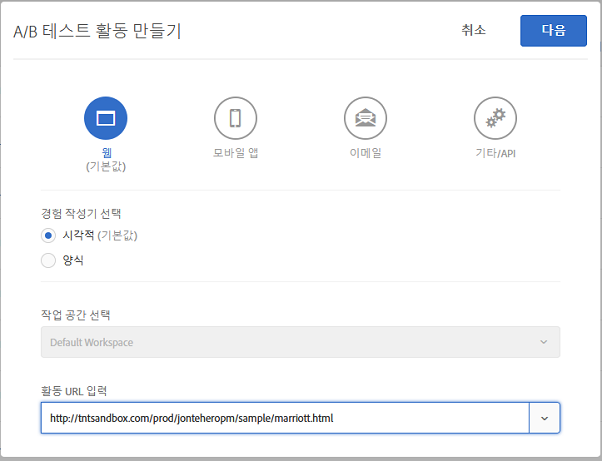 A/B 테스트 활동 만들기
취소
다음
웹
(기본값)
모바일 앱
이메일
기타/API
경험 작성기 선택
시각적 (기본값)
양식
작업 공간 선택
Default Workspace
활동 URL 입력
http://tntsandbox.com/prod/jonteheropm/sample/marriott.html